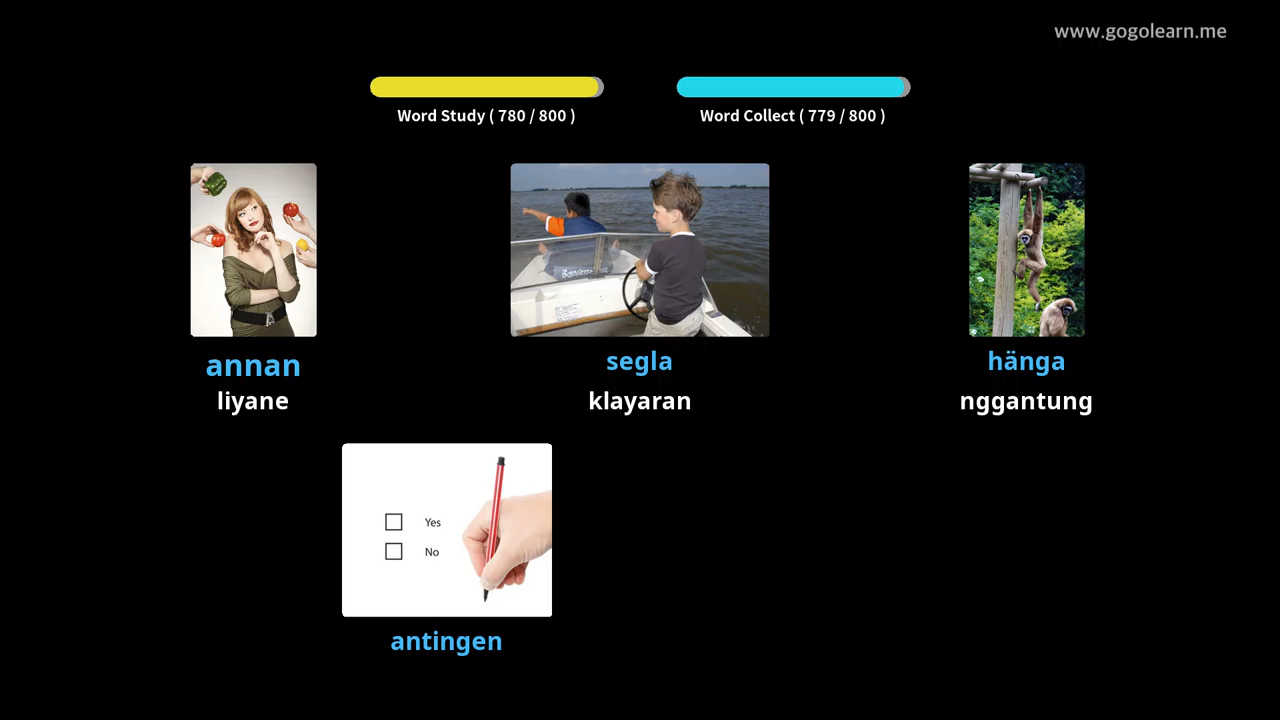 www.gogolearn.me
Word Study ( 780 / 800 )
Word Collect ( 779 / 800 )
annan
segla
hänga
liyane
klayaran
nggantung
Yes
No
antingen